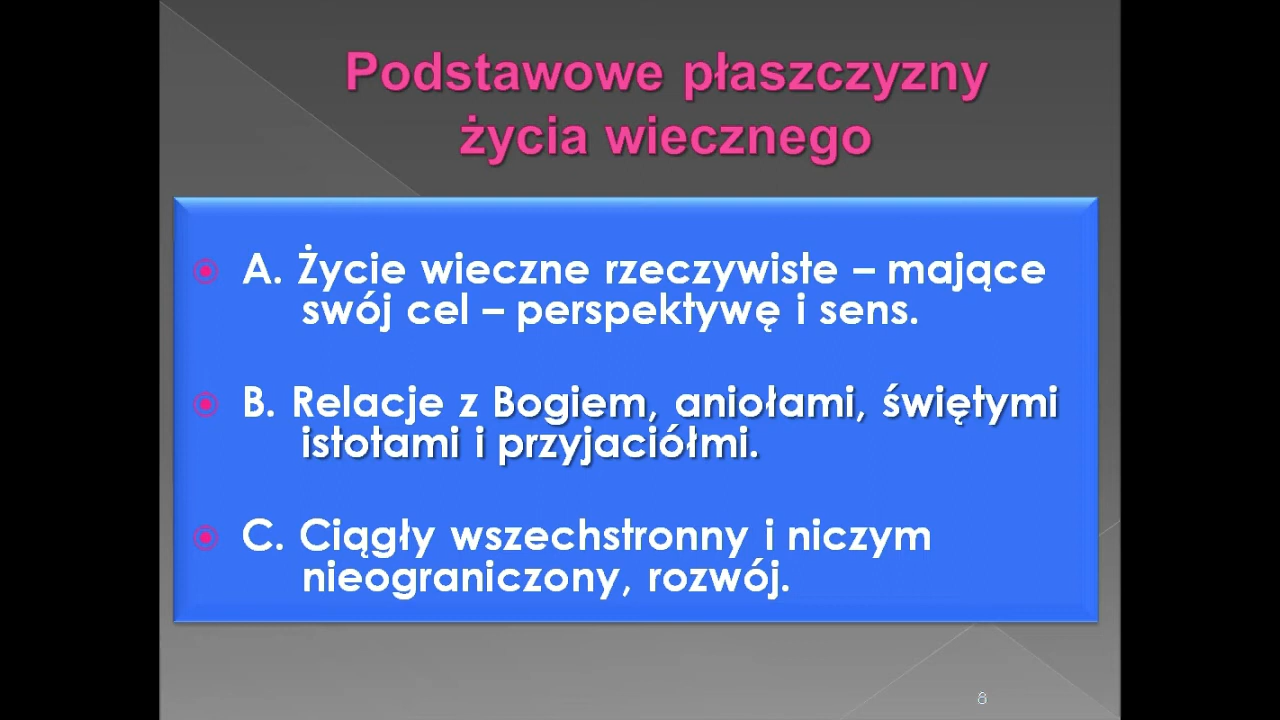 Podstawowe płaszczyzny
życia wiecznego
A. Życie wieczne rzeczywiste – mające
swój cel – perspektywę i sens.
B. Relacje z Bogiem, aniołami, świętymi
istotami i przyjaciółmi.
C. Ciągły wszechstronny i niczym
nieograniczony, rozwój.
8